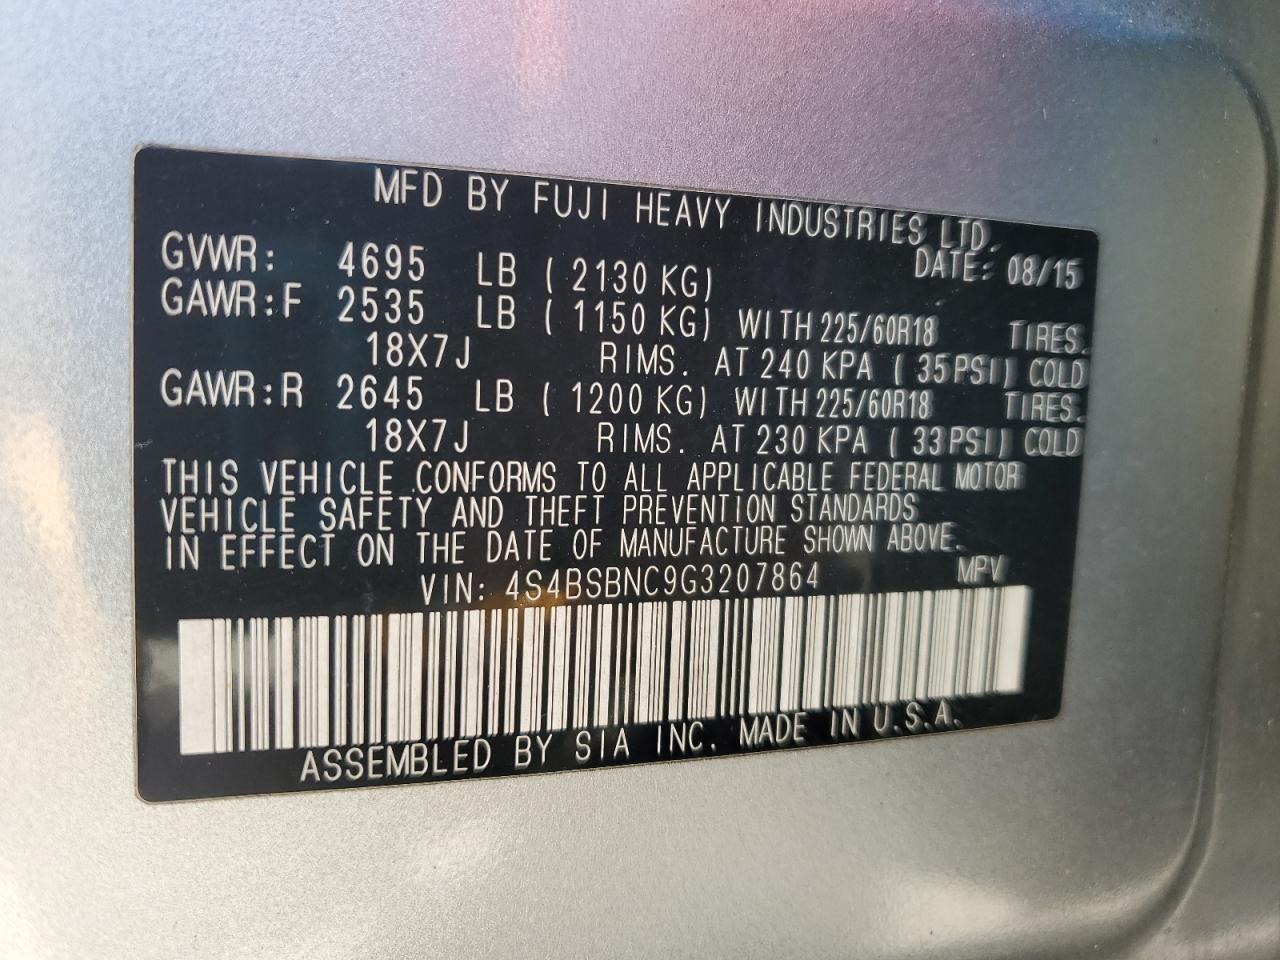 MFD BY FUJI HEAVY INDUSTRIES LTD.
DATE: 08/15
GVWR: 4695 LB ( 2130 KG)
GAWR:F 2535 LB ( 1150 KG) WITH 225/60R18 TIRES.
18X7J RIMS. AT 240 KPA ( 35PSI) COLD
GAWR:R 2645 LB ( 1200 KG) WITH 225/60R18 TIRES.
18X7J RIMS. AT 230 KPA ( 33PSI) COLD
THIS VEHICLE CONFORMS TO ALL APPLICABLE FEDERAL MOTOR
VEHICLE SAFETY AND THEFT PREVENTION STANDARDS
IN EFFECT ON THE DATE OF MANUFACTURE SHOWN ABOVE.
VIN: 4S4BSBNC9G3207864 MPV
ASSEMBLED BY SIA INC. MADE IN U.S.A.